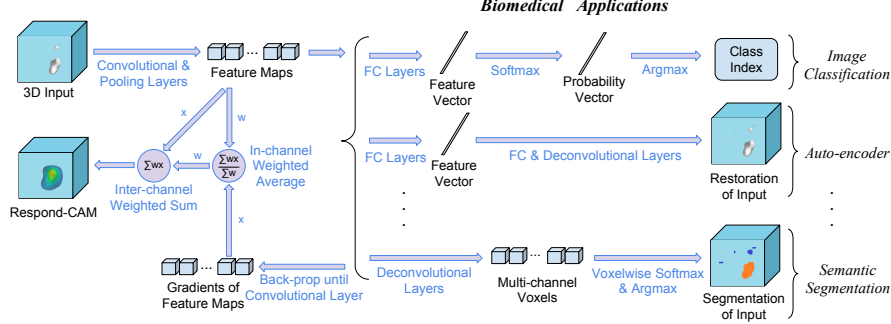 Biomedical Applications
3D Input
Convolutional &
Pooling Layers
...
Feature Maps
FC Layers
Feature
Vector
Softmax
Probability
Vector
Argmax
Class
Index
Image
Classification
x
w
Respond-CAM
∑wx
Inter-channel
Weighted Sum
w
∑wx
∑w
In-channel
Weighted
Average
x
FC Layers
Feature
Vector
FC & Deconvolutional Layers
Restoration
of Input
Auto-encoder
...
Gradients of
Feature Maps
Back-prop until
Convolutional Layer
Deconvolutional
Layers
...
Multi-channel
Voxels
Voxelwise Softmax
& Argmax
Segmentation
of Input
Semantic
Segmentation